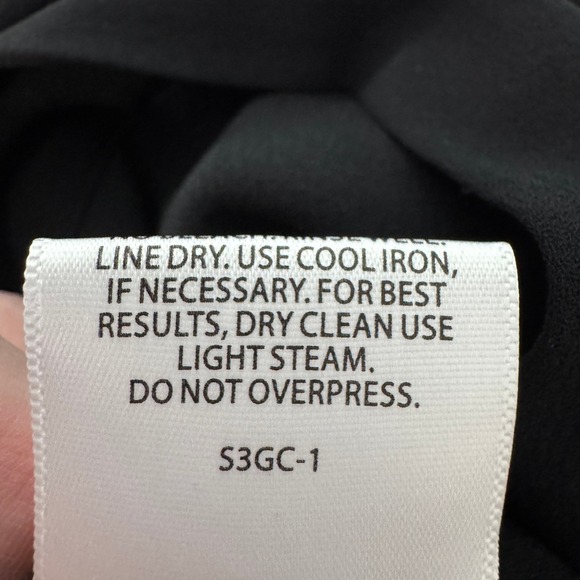 LINE DRY. USE COOL IRON,
IF NECESSARY. FOR BEST
RESULTS, DRY CLEAN USE
LIGHT STEAM.
DO NOT OVERPRESS.
S3GC-1